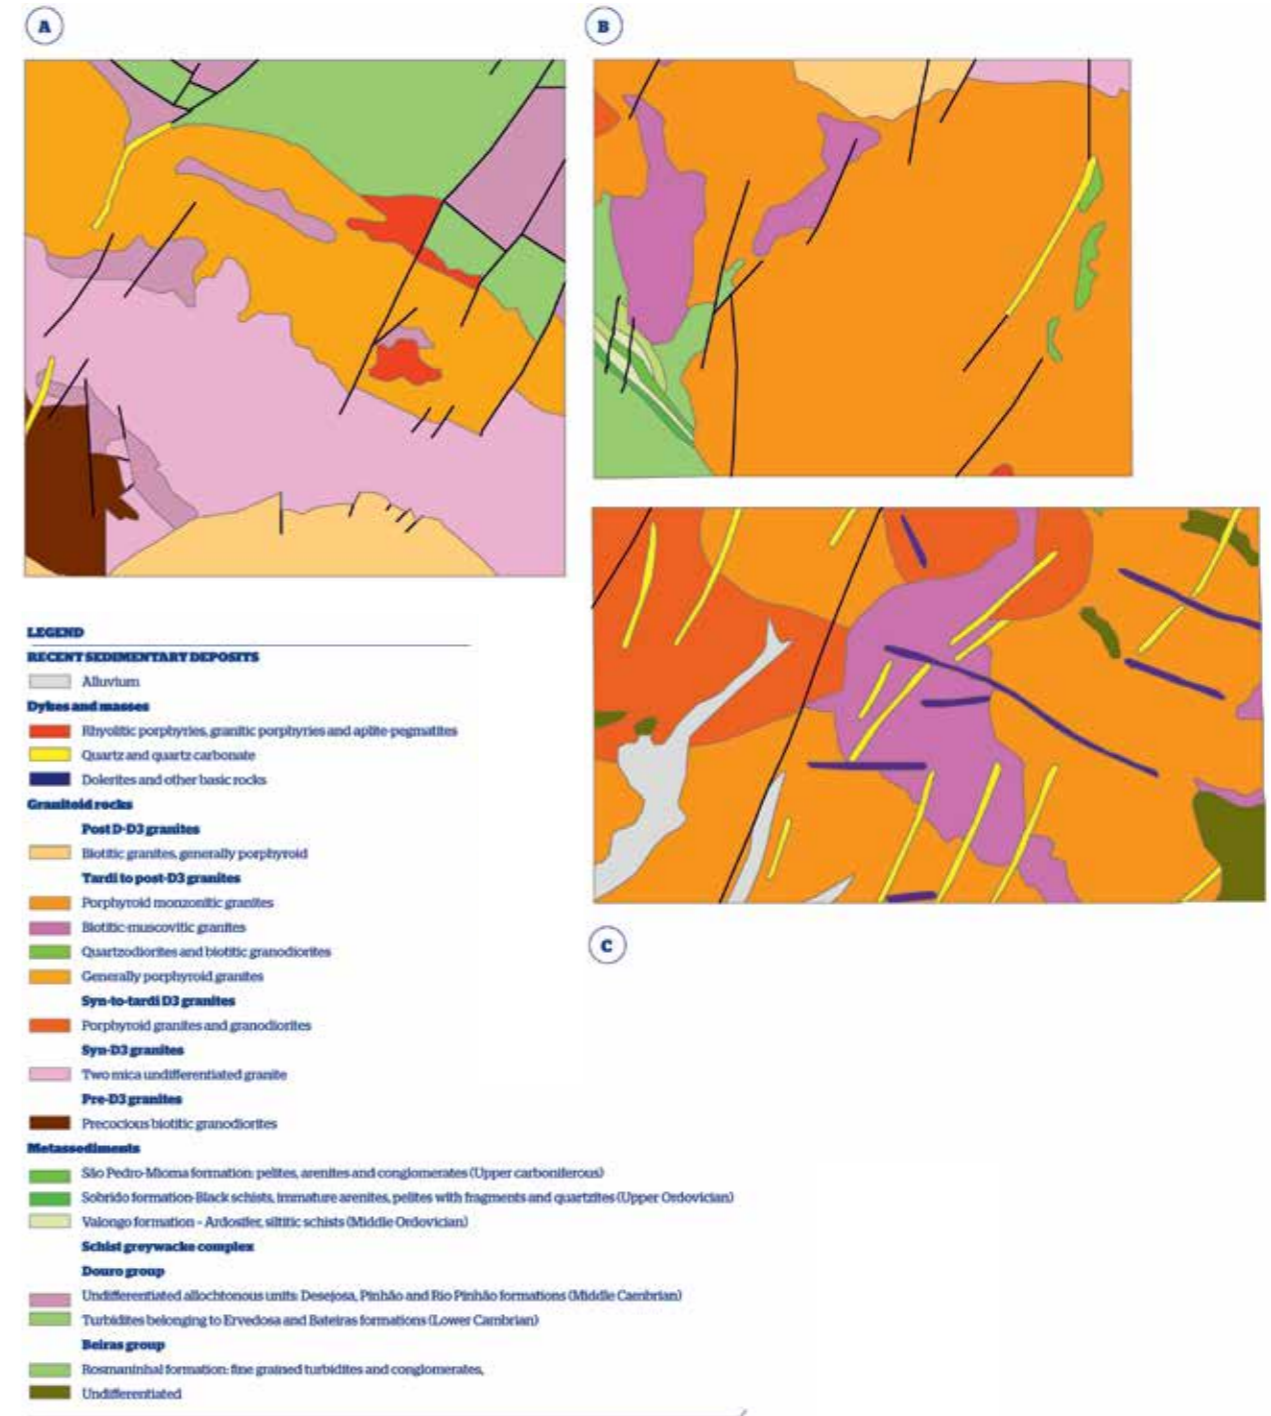 A
B
LEGEND
RECENT SEDIMENTARY DEPOSITS
Alluvium
Dykes and masses
Rhyolitic porphyries, granitic porphyries and aplite-pegmatites
Quartz and quartz carbonate
Dolerites and other basic rocks
Granitoid rocks
Post D-D3 granites
Biotitic granites, generally porphyroid
Tardi to post-D3 granites
Porphyroid monzonitic granites
Biotitic-muscovitic granites
Quartzodiorites and biotitic granodiorites
Generally porphyroid granites
Syn-to-tardi D3 granites
Porphyroid granites and granodiorites
Syn-D3 granites
Two mica undifferentiated granite
Pre-D3 granites
Precocious biotitic granodiorites
Metassediments
São Pedro-Mioma formation: pelites, arenites and conglomerates (Upper carboniferous)
Sobrido formation-Black schists, immature arenites, pelites with fragments and quartzites (Upper Ordovician)
Valongo formation – Ardosifer, siltitic schists (Middle Ordovician)
Schist greywacke complex
Douro group
Undifferentiated allochtonous units: Desejosa, Pinhão and Rio Pinhão formations (Middle Cambrian)
Turbidites belonging to Ervedosa and Bateiras formations (Lower Cambrian)
Beiras group
Rosmaninhal formation: fine grained turbidites and conglomerates,
Undifferentiated
C